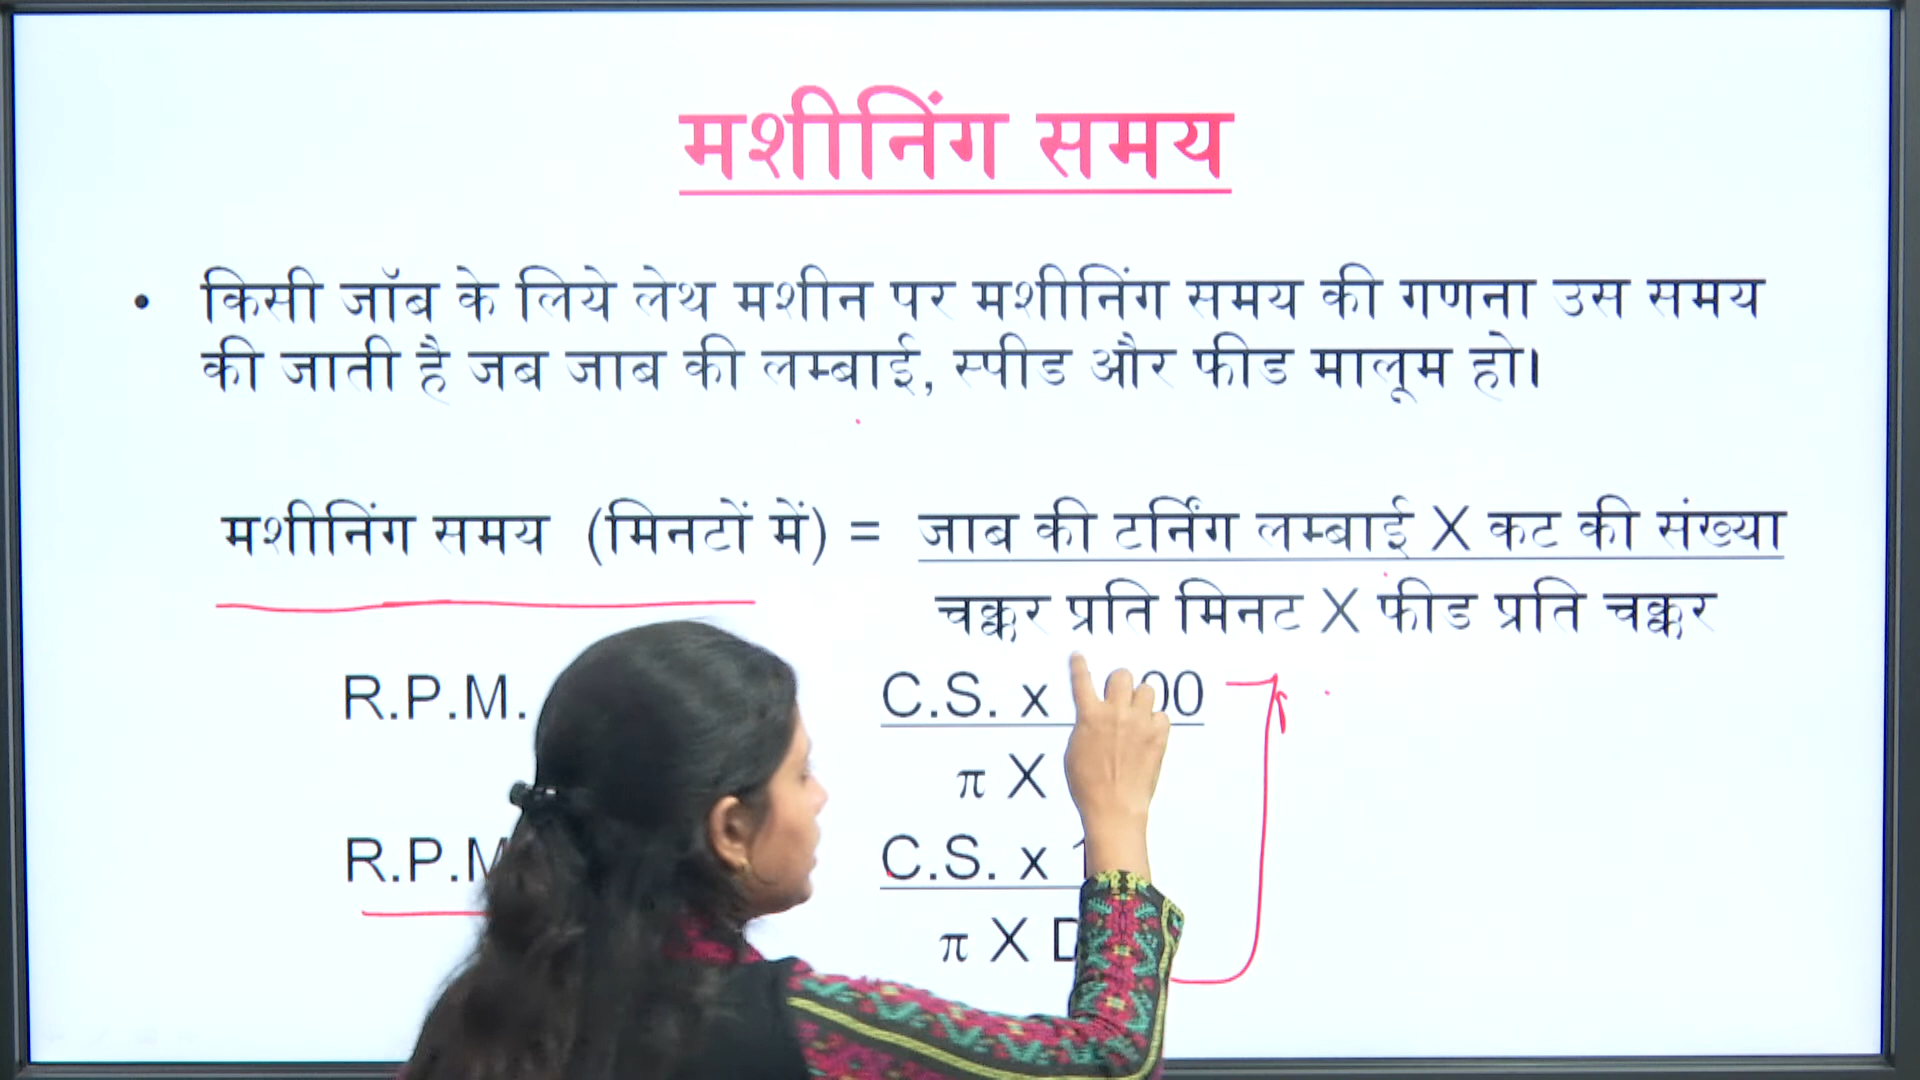 मशीनिंग समय
• किसी जॉब के लिये लेथ मशीन पर मशीनिंग समय की गणना उस समय
की जाती है जब जाब की लम्बाई, स्पीड और फीड मालूम हो।
मशीनिंग समय (मिनटों में) = जाब की टर्निंग लम्बाई X कट की संख्या
चक्कर प्रति मिनट X फीड प्रति चक्कर
R.P.M. C.S. x
π X
R.P.M C.S. x
π X